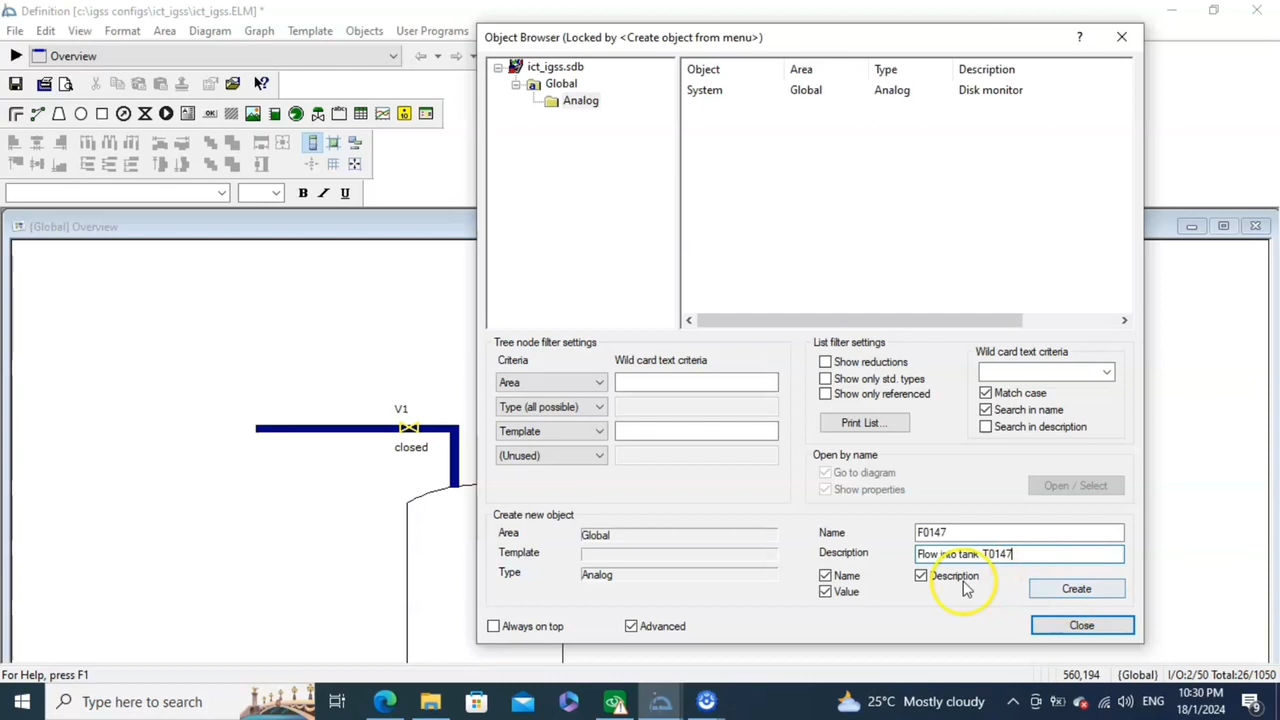 Definition [c:\igss configs\ict_igss\ict_igss.ELM] *
File Edit View Format Area Diagram Graph Template Objects User Programs
Overview
B I U
[Global] Overview
V1
closed
Object Browser (Locked by <Create object from menu>)
?
ict_igss.sdb
Global
Analog
Object Area Type Description
System Global Analog Disk monitor
Tree node filter settings
Criteria Wild card text criteria
Area
Type (all possible)
Template
(Unused)
List filter settings
Show reductions
Show only std. types
Show only referenced
Print List...
Wild card text criteria
Match case
Search in name
Search in description
Open by name
Go to diagram
Show properties
Open / Select
Create new object
Area Global
Template
Type Analog
Name F0147
Description Flow into tank T0147
Name Description
Value
Create
Always on top Advanced
Close
For Help, press F1
560,194 {Global} I/O:2/50 Total:26/1050
Type here to search
25°C Mostly cloudy
ENG
10:30 PM
18/1/2024